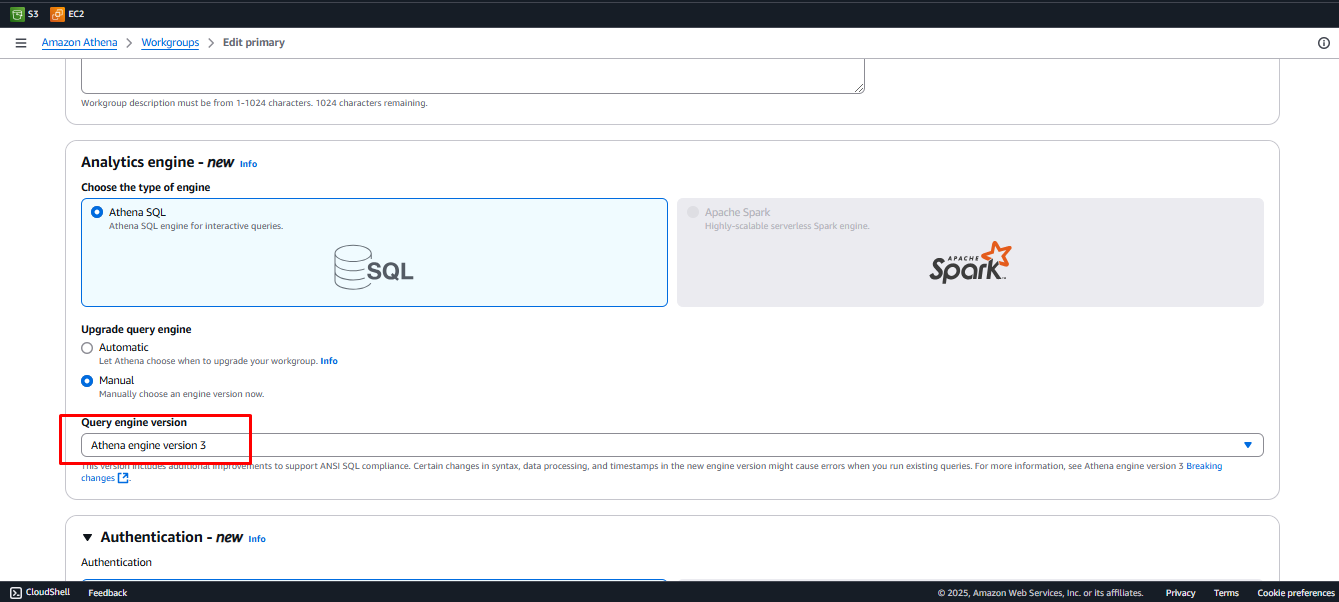 S3 EC2
Amazon Athena > Workgroups > Edit primary
Workgroup description must be from 1-1024 characters. 1024 characters remaining.
Analytics engine - new Info
Choose the type of engine
Athena SQL
Athena SQL engine for interactive queries.
SQL
Apache Spark
Highly-scalable serverless Spark engine.
APACHE
Spark™
Upgrade query engine
Automatic
Let Athena choose when to upgrade your workgroup. Info
Manual
Manually choose an engine version now.
Query engine version
Athena engine version 3
This version includes additional improvements to support ANSI SQL compliance. Certain changes in syntax, data processing, and timestamps in the new engine version might cause errors when you run existing queries. For more information, see Athena engine version 3 Breaking
changes.
Authentication - new Info
Authentication
CloudShell Feedback © 2025, Amazon Web Services, Inc. or its affiliates. Privacy Terms Cookie preferences